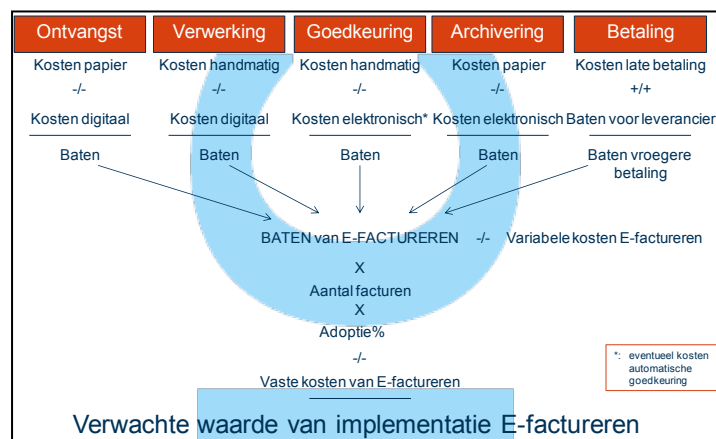 Ontvangst Verwerking Goedkeuring Archivering Betaling
Kosten papier Kosten handmatig Kosten handmatig Kosten papier Kosten late betaling
-/- -/- -/- -/- +/+
Kosten digitaal Kosten digitaal Kosten elektronisch* Kosten elektronisch Baten voor leverancier
Baten Baten Baten Baten Baten vroegere
betaling
BATEN van E-FACTUREREN -/- Variabele kosten E-factureren
X
Aantal facturen
X
Adoptie%
-/-
Vaste kosten van E-factureren
*: eventueel kosten
automatische
goedkeuring
Verwachte waarde van implementatie E-factureren